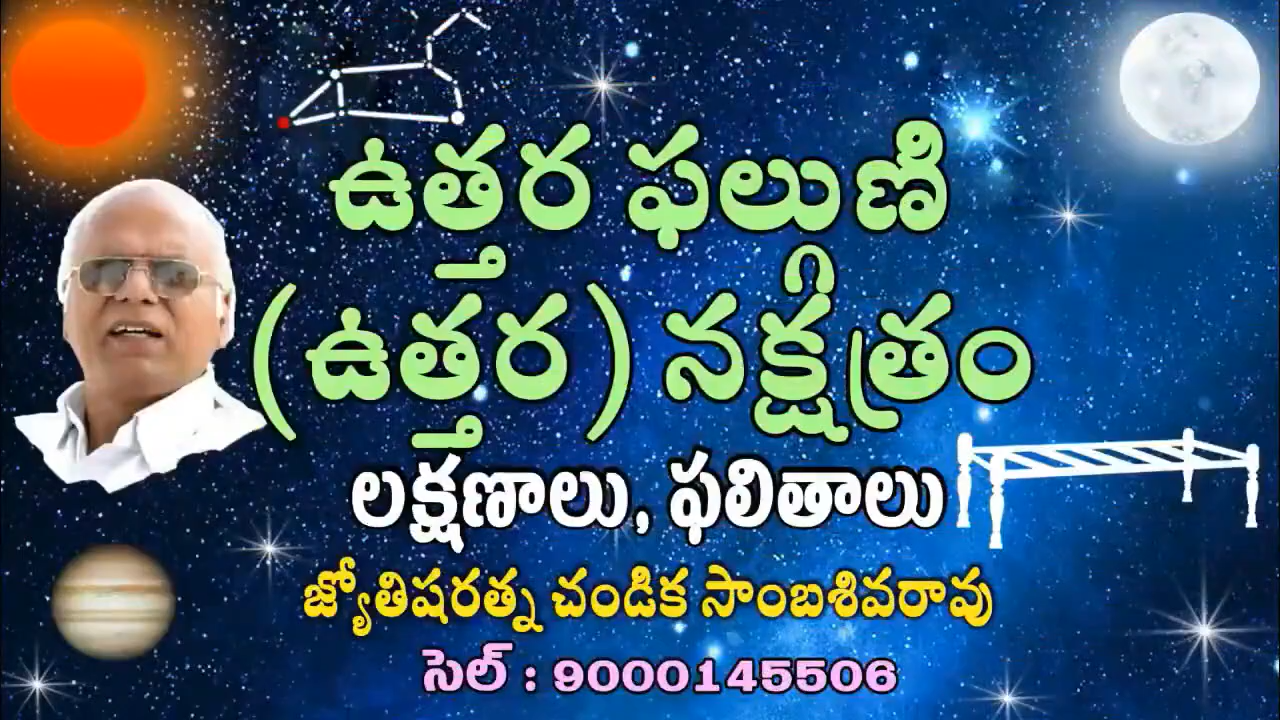 ఉత్తర ఫల్గుణి
(ఉత్తర) నక్షత్రం
లక్షణాలు, ఫలితాలు
జ్యోతిషరత్న చండిక సాంబశివరావు
సెల్ : 9000145506